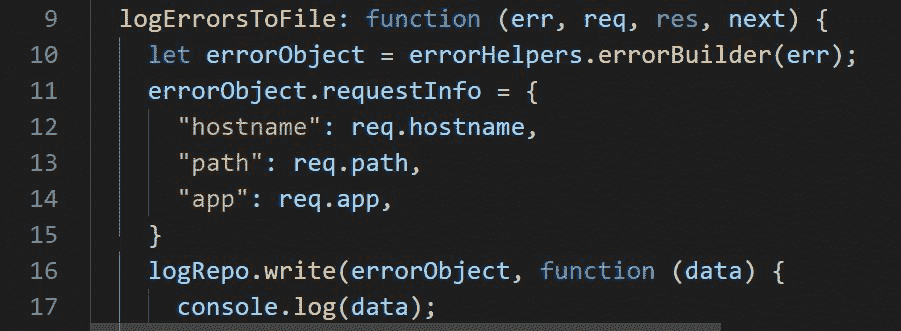 9 logErrorsToFile: function (err, req, res, next) {
10 let errorObject = errorHelpers.errorBuilder(err);
11 errorObject.requestInfo = {
12 "hostname": req.hostname,
13 "path": req.path,
14 "app": req.app,
15 }
16 logRepo.write(errorObject, function (data) {
17 console.log(data);